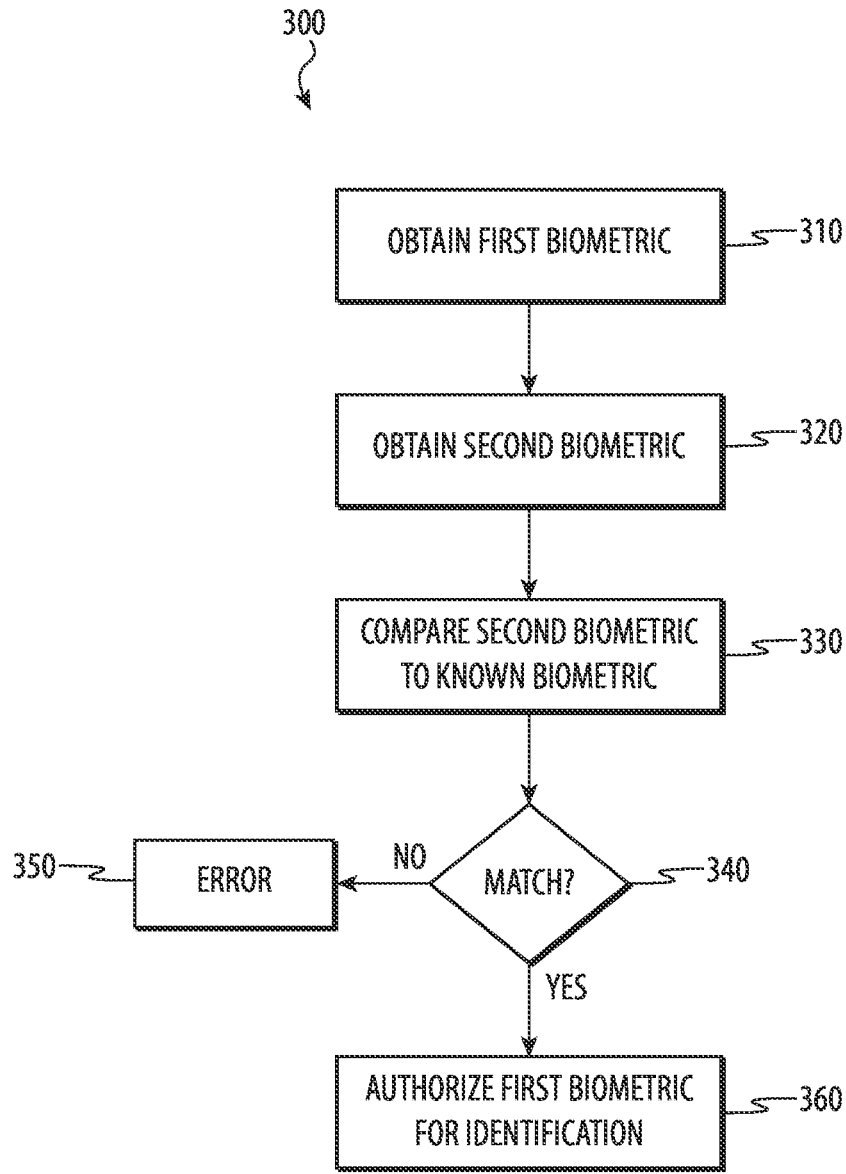 300
OBTAIN FIRST BIOMETRIC
310
OBTAIN SECOND BIOMETRIC
320
COMPARE SECOND BIOMETRIC
TO KNOWN BIOMETRIC
330
350
ERROR
NO
MATCH?
340
YES
AUTHORIZE FIRST BIOMETRIC
FOR IDENTIFICATION
360